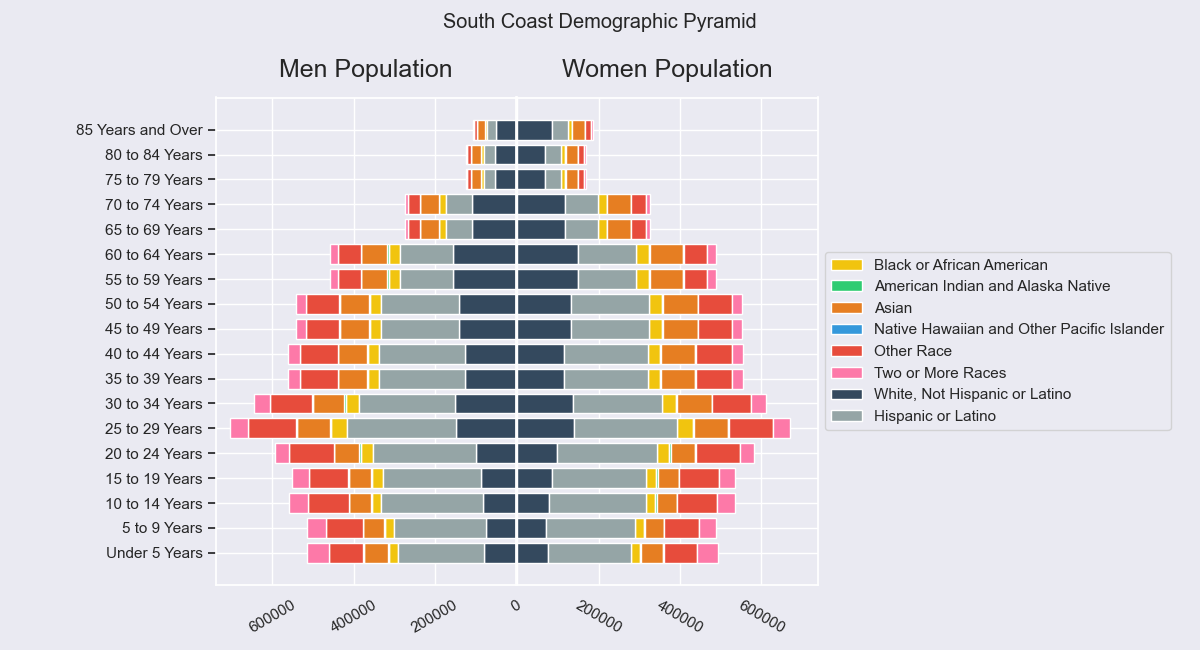 South Coast Demographic Pyramid
Men Population
Women Population
85 Years and Over
80 to 84 Years
75 to 79 Years
70 to 74 Years
65 to 69 Years
60 to 64 Years
55 to 59 Years
50 to 54 Years
45 to 49 Years
40 to 44 Years
35 to 39 Years
30 to 34 Years
25 to 29 Years
20 to 24 Years
15 to 19 Years
10 to 14 Years
5 to 9 Years
Under 5 Years
600000
400000
200000
0
200000
400000
600000
Black or African American
American Indian and Alaska Native
Asian
Native Hawaiian and Other Pacific Islander
Other Race
Two or More Races
White, Not Hispanic or Latino
Hispanic or Latino